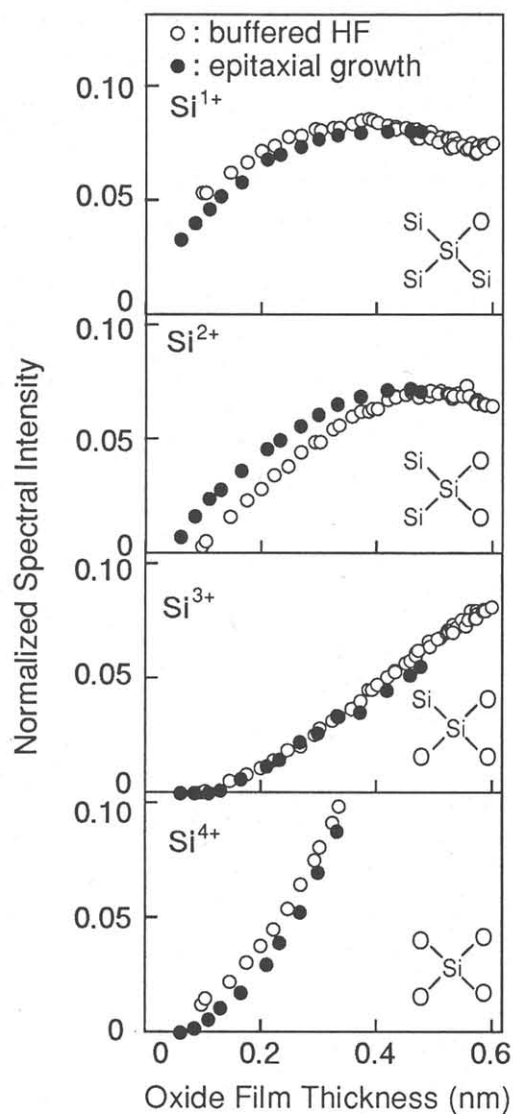 ○ : buffered HF
● : epitaxial growth
0.10
Si¹⁺
0.05
0
Si O
Si
Si Si
Si²⁺
0.10
0.05
0
Si O
Si
Si O
0.10
Si³⁺
0.05
0
Si O
Si
O O
0.10
Si⁴⁺
0.05
0
O O
Si
O O
0 0.2 0.4 0.6
Oxide Film Thickness (nm)
Normalized Spectral Intensity